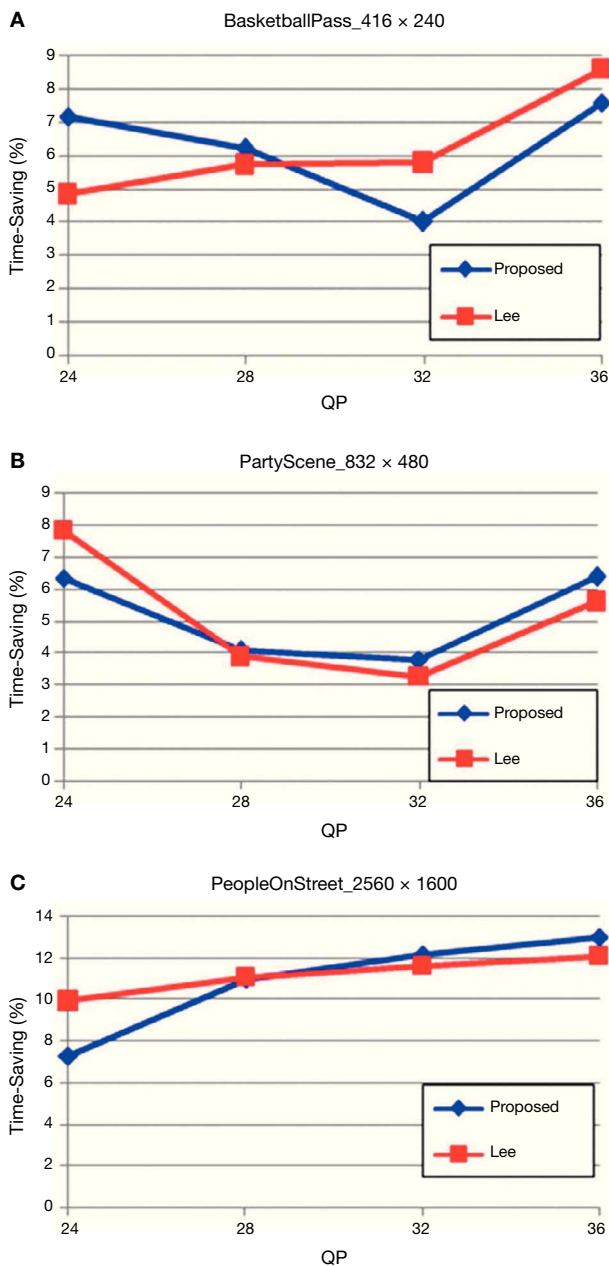 A
BasketballPass_416 × 240
Time-Saving (%)
9
8
7
6
5
4
3
2
1
0
Proposed
Lee
24 28 32 36
QP
B
PartyScene_832 × 480
Time-Saving (%)
9
8
7
6
5
4
3
2
1
0
Proposed
Lee
24 28 32 36
QP
C
PeopleOnStreet_2560 × 1600
Time-Saving (%)
14
12
10
8
6
4
2
0
Proposed
Lee
24 28 32 36
QP